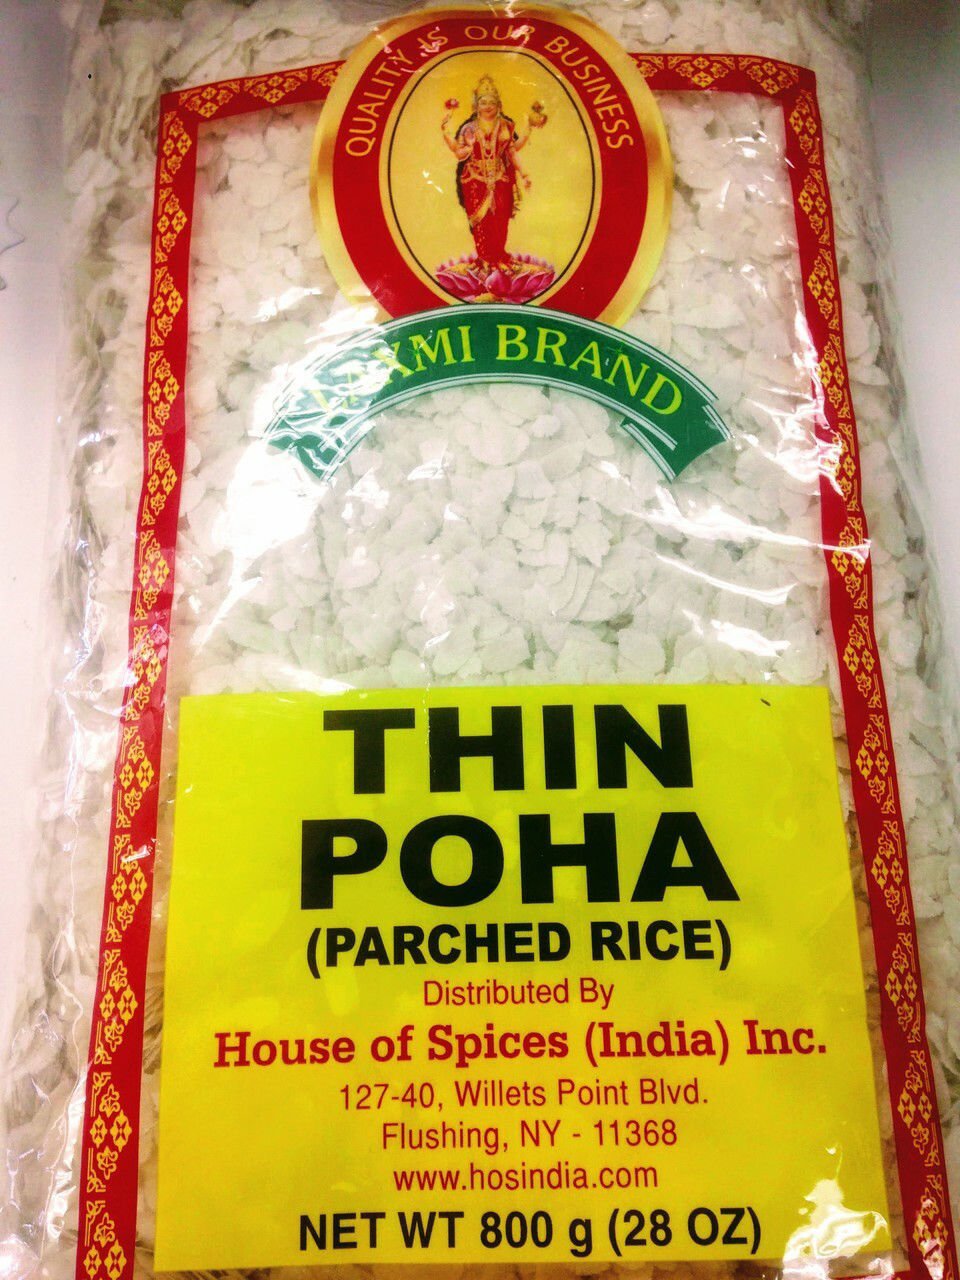 QUALITY IS OUR BUSINESS
LAXMI BRAND
THIN
POHA
(PARCHED RICE)
Distributed By
House of Spices (India) Inc.
127-40, Willets Point Blvd.
Flushing, NY - 11368
www.hosindia.com
NET WT 800 g (28 OZ)